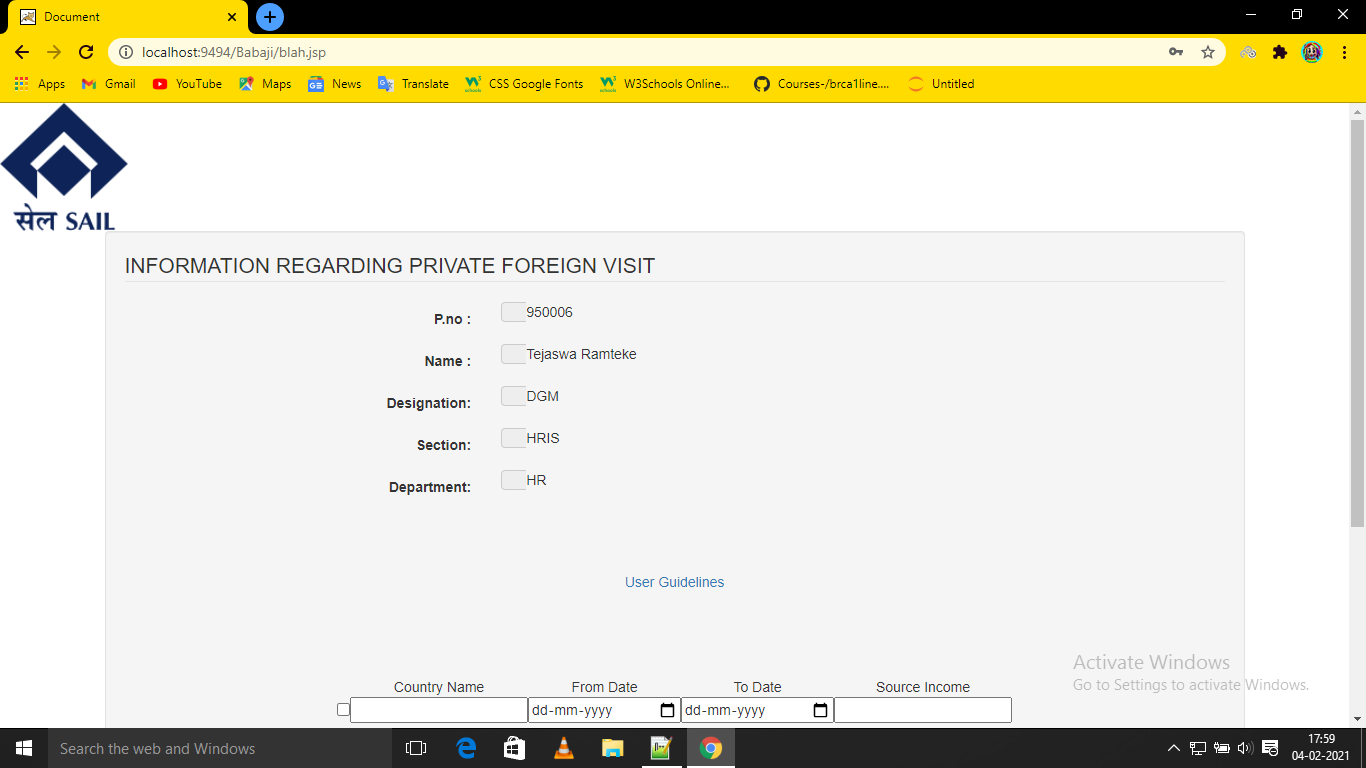 Document
localhost:9494/Babaji/blah.jsp
Apps Gmail YouTube Maps News Translate CSS Google Fonts W3Schools Online... Courses-/brca1line.... Untitled
सेल SAIL
INFORMATION REGARDING PRIVATE FOREIGN VISIT
P.no : 950006
Name : Tejaswa Ramteke
Designation: DGM
Section: HRIS
Department: HR
User Guidelines
Country Name From Date To Date Source Income
dd-mm-yyyy dd-mm-yyyy
Activate Windows
Go to Settings to activate Windows.
Search the web and Windows
17:59
04-02-2021